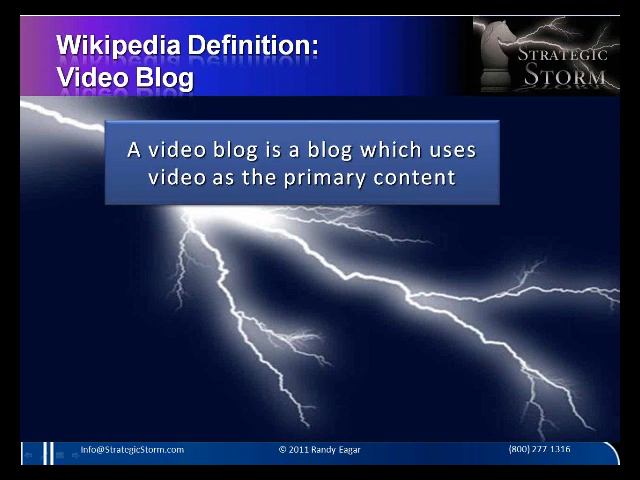 Wikipedia Definition:
Video Blog
STRATEGIC
STORM
A video blog is a blog which uses
video as the primary content
Info@StrategicStorm.com
© 2011 Randy Eagar
(800) 277 1316